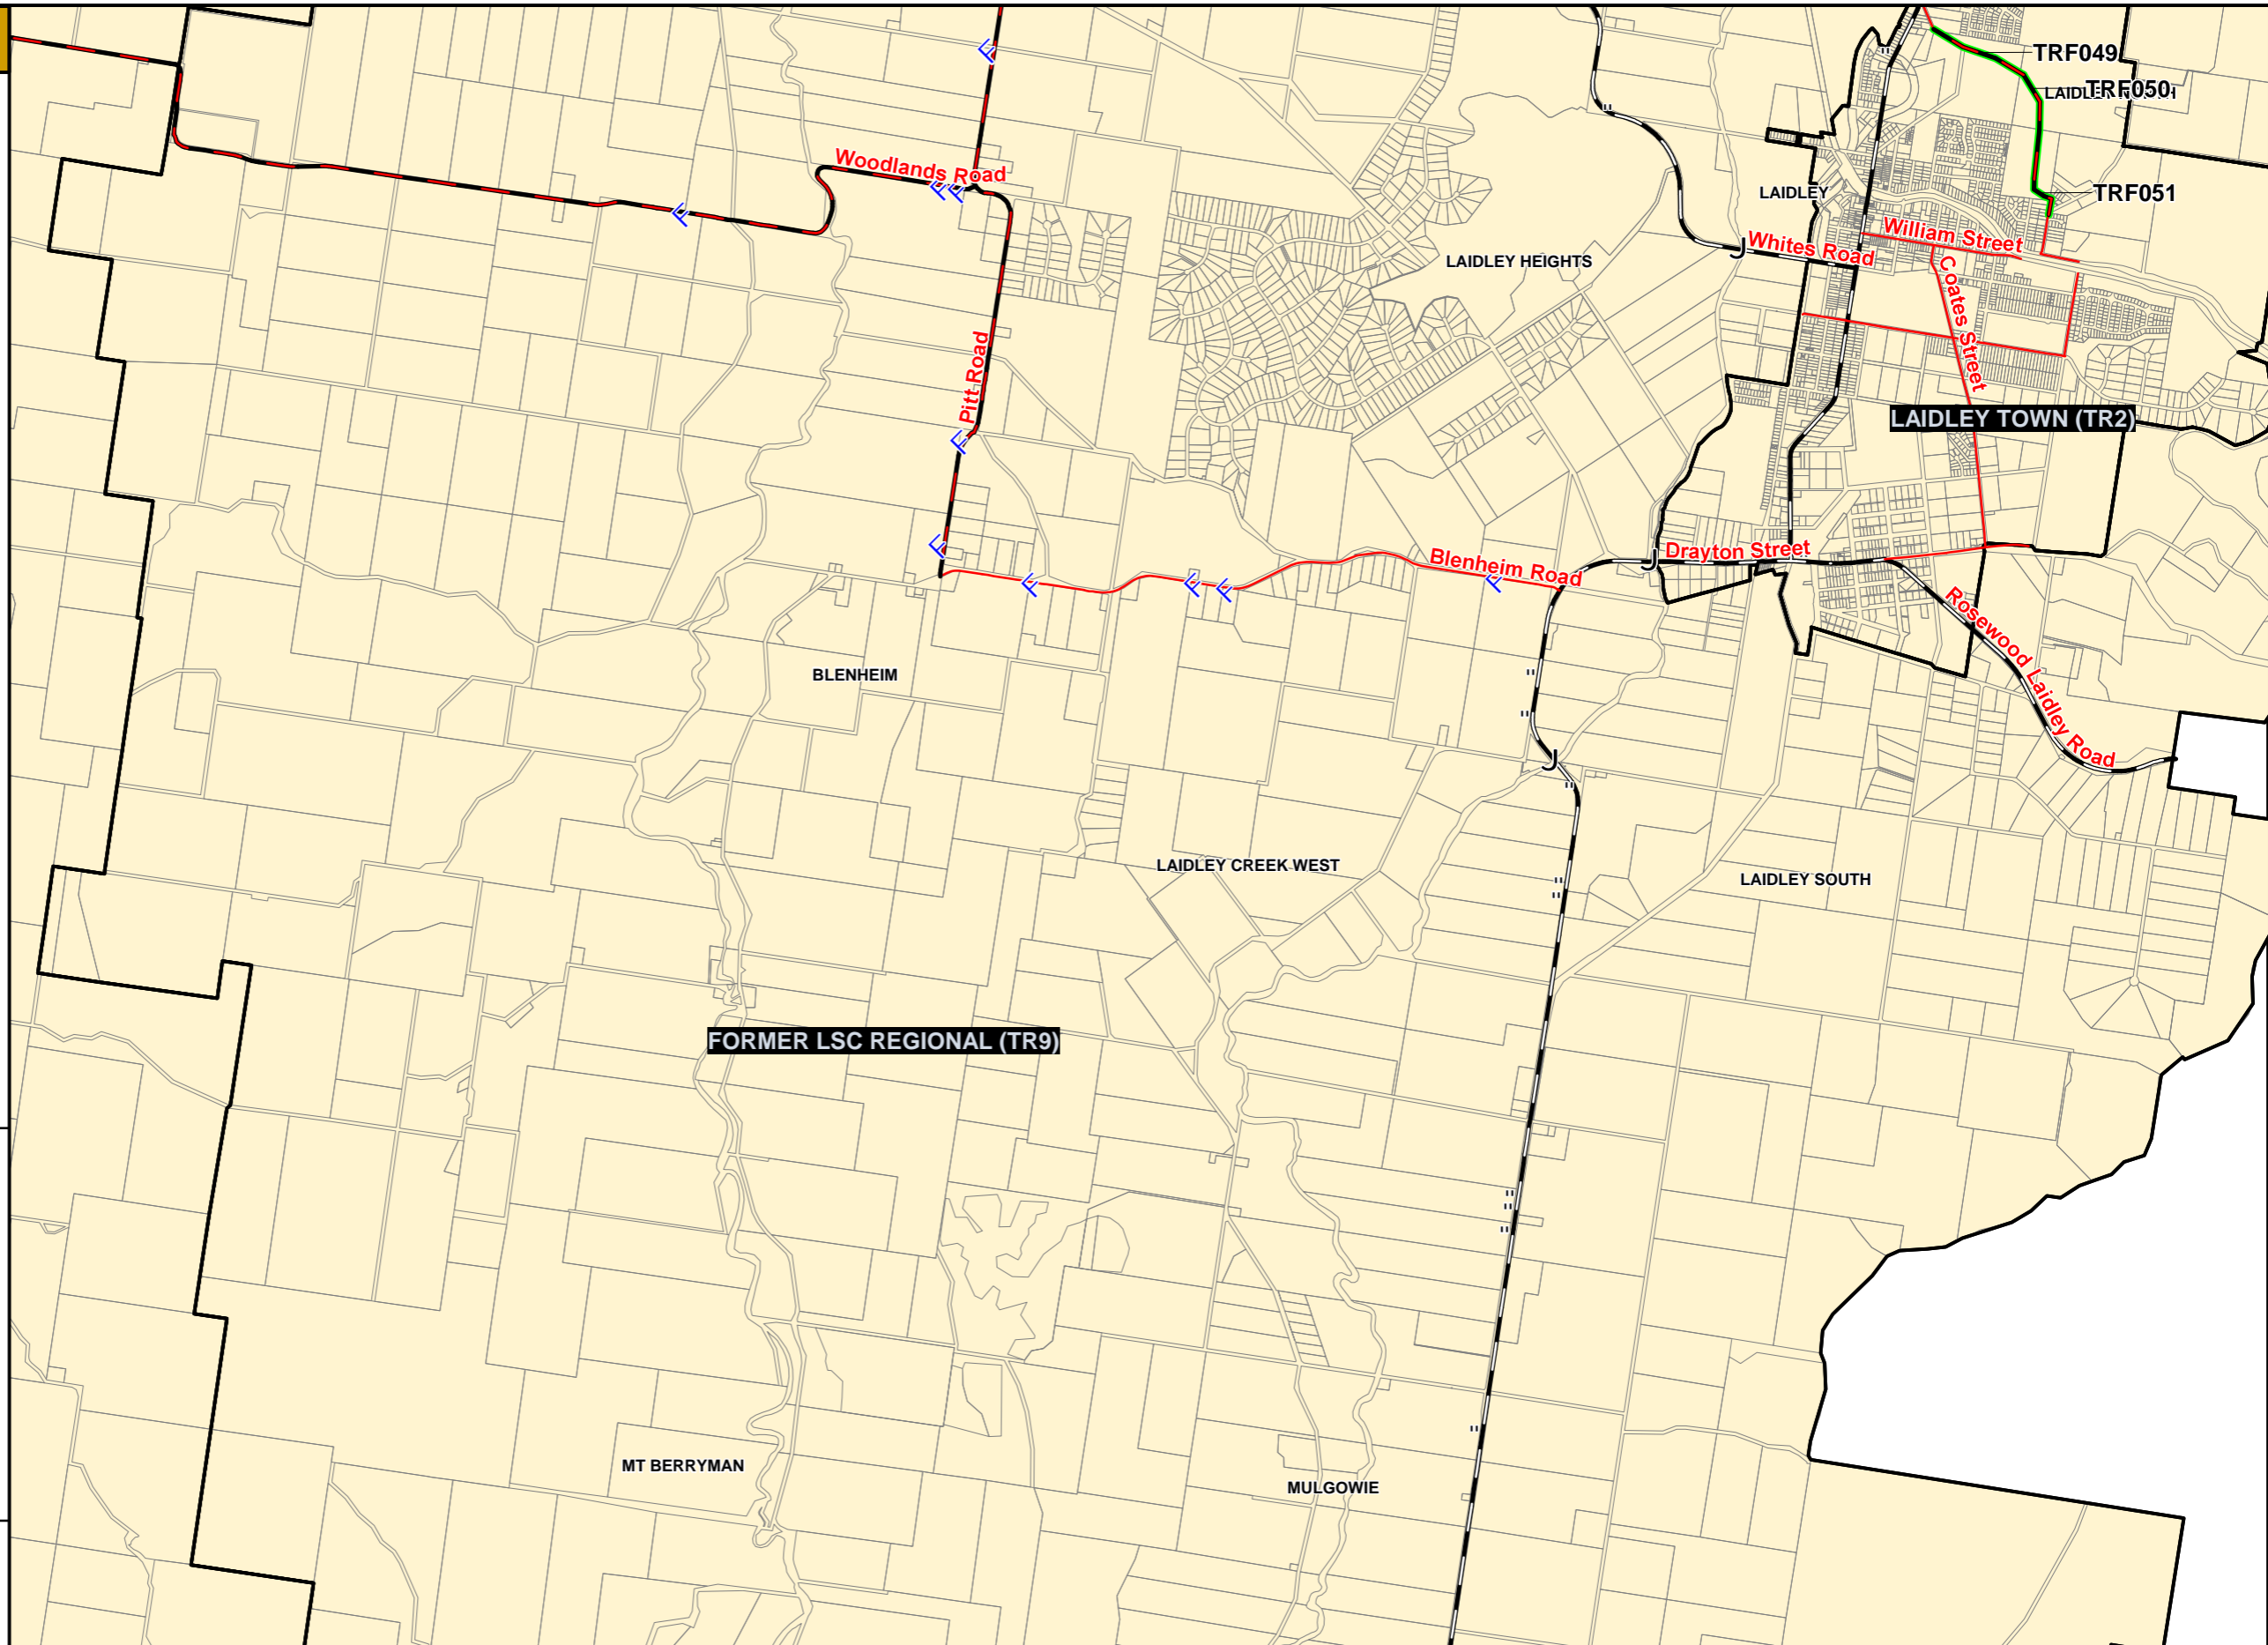 TRF049
TRF050
TRF051
Woodlands Road
LAIDLEY
William Street
Whites Road
LAIDLEY HEIGHTS
Coates Street
Pitt Road
LAIDLEY TOWN (TR2)
Drayton Street
Blenheim Road
Rosewood Laidley Road
BLENHEIM
LAIDLEY CREEK WEST
LAIDLEY SOUTH
FORMER LSC REGIONAL (TR9)
MT BERRYMAN
MULGOWIE